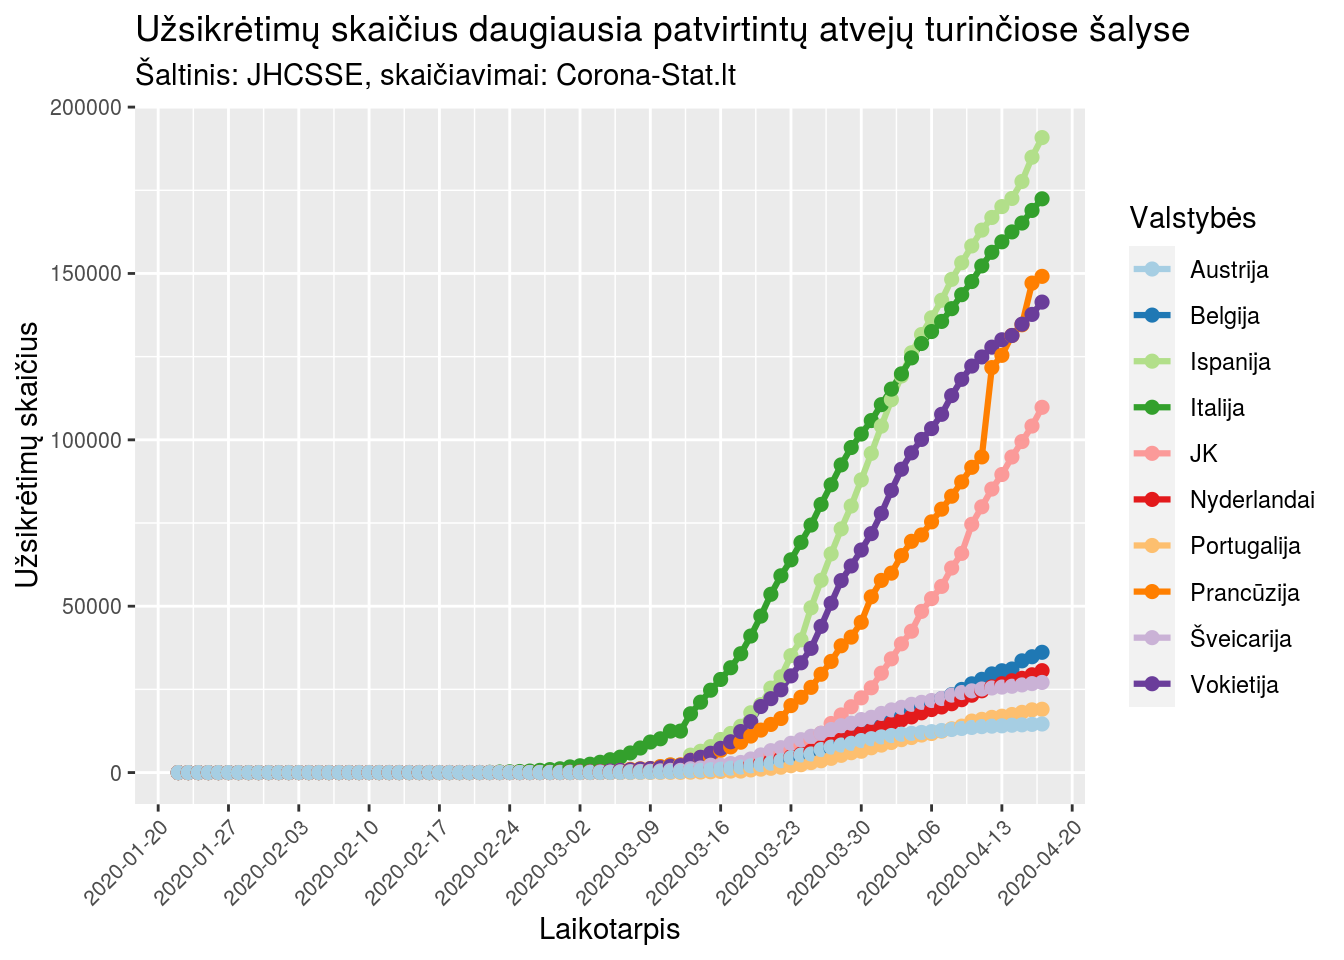 Užsikrėtimų skaičius daugiausia patvirtintų atvejų turinčiose šalyse
Šaltinis: JHCSSE, skaičiavimai: Corona-Stat.lt
Užsikrėtimų skaičius
200000
150000
100000
50000
0
2020-01-20
2020-01-27
2020-02-03
2020-02-10
2020-02-17
2020-02-24
2020-03-02
2020-03-09
2020-03-16
2020-03-23
2020-03-30
2020-04-06
2020-04-13
2020-04-20
Laikotarpis
Valstybės
Austrija
Belgija
Ispanija
Italija
JK
Nyderlandai
Portugalija
Prancūzija
Šveicarija
Vokietija